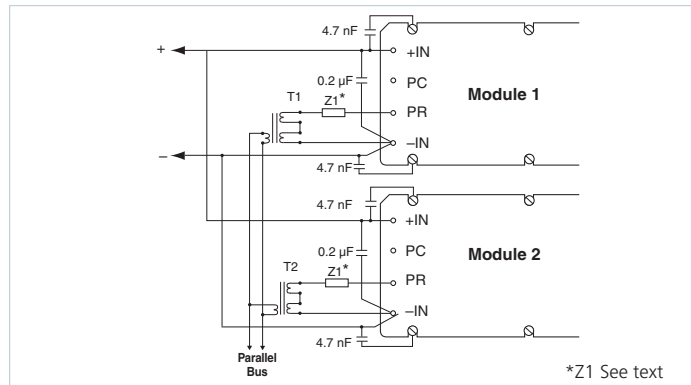 4.7 nF
+
+IN
0.2 µF
PC
Module 1
T1
Z1*
PR
–
–IN
4.7 nF
4.7 nF
+IN
0.2 µF
PC
Module 2
T2
Z1*
PR
–IN
4.7 nF
Parallel
Bus
*Z1 See text